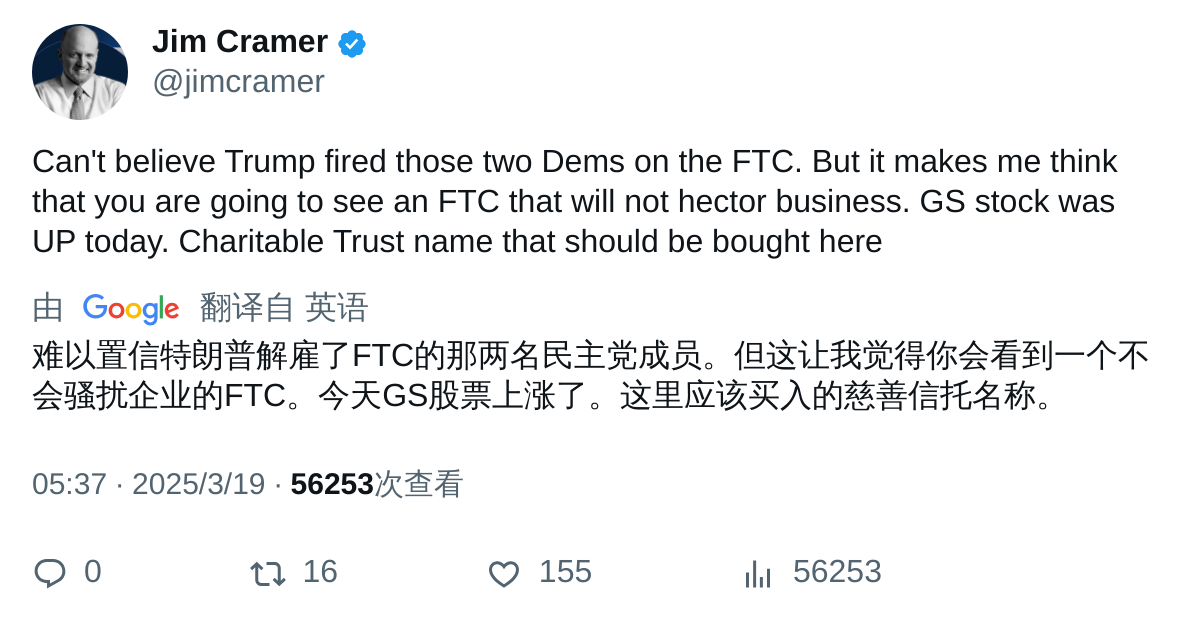 Jim Cramer
@jimcramer
Can't believe Trump fired those two Dems on the FTC. But it makes me think
that you are going to see an FTC that will not hector business. GS stock was
UP today. Charitable Trust name that should be bought here
由 Google 翻译自 英语
难以置信特朗普解雇了FTC的那两名民主党成员。但这让我觉得你会看到一个不
会骚扰企业的FTC。今天GS股票上涨了。这里应该买入的慈善信托名称。
05:37 · 2025/3/19 · 56253次查看
0 16 155 56253